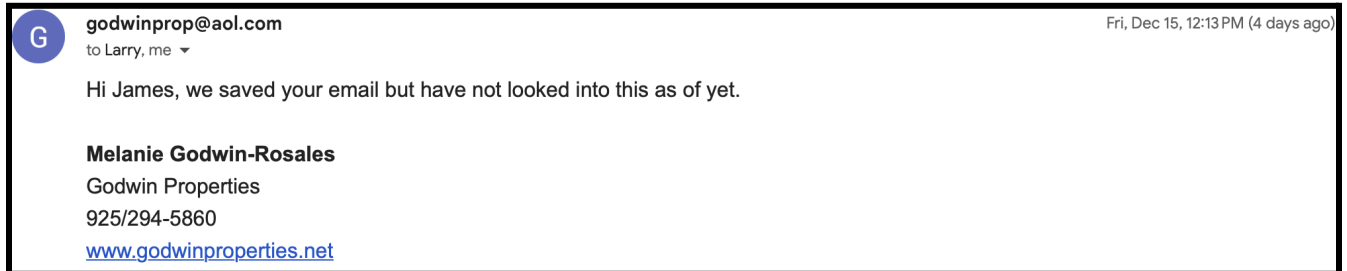 G
godwinprop@aol.com
Fri, Dec 15, 12:13 PM (4 days ago)
to Larry, me
Hi James, we saved your email but have not looked into this as of yet.
Melanie Godwin-Rosales
Godwin Properties
925/294-5860
www.godwinproperties.net